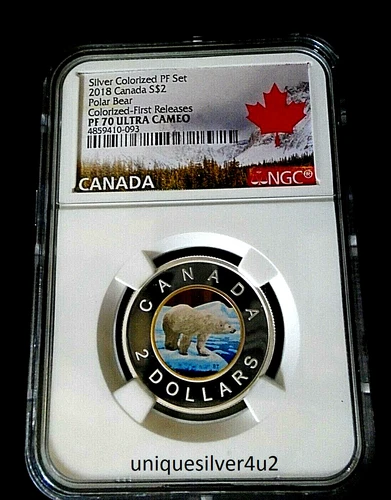 Silver Colorized PF Set
2018 Canada S$2
Polar Bear
Colorized-First Releases
PF 70 ULTRA CAMEO
4859410-093
CANADA
NGC®
CANADA
2 DOLLARS
uniquesilver4u2